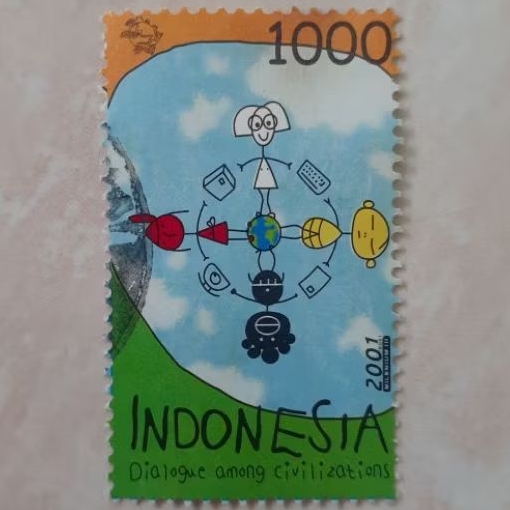 1000
2001
INDONESIA
Dialogue among civilizations